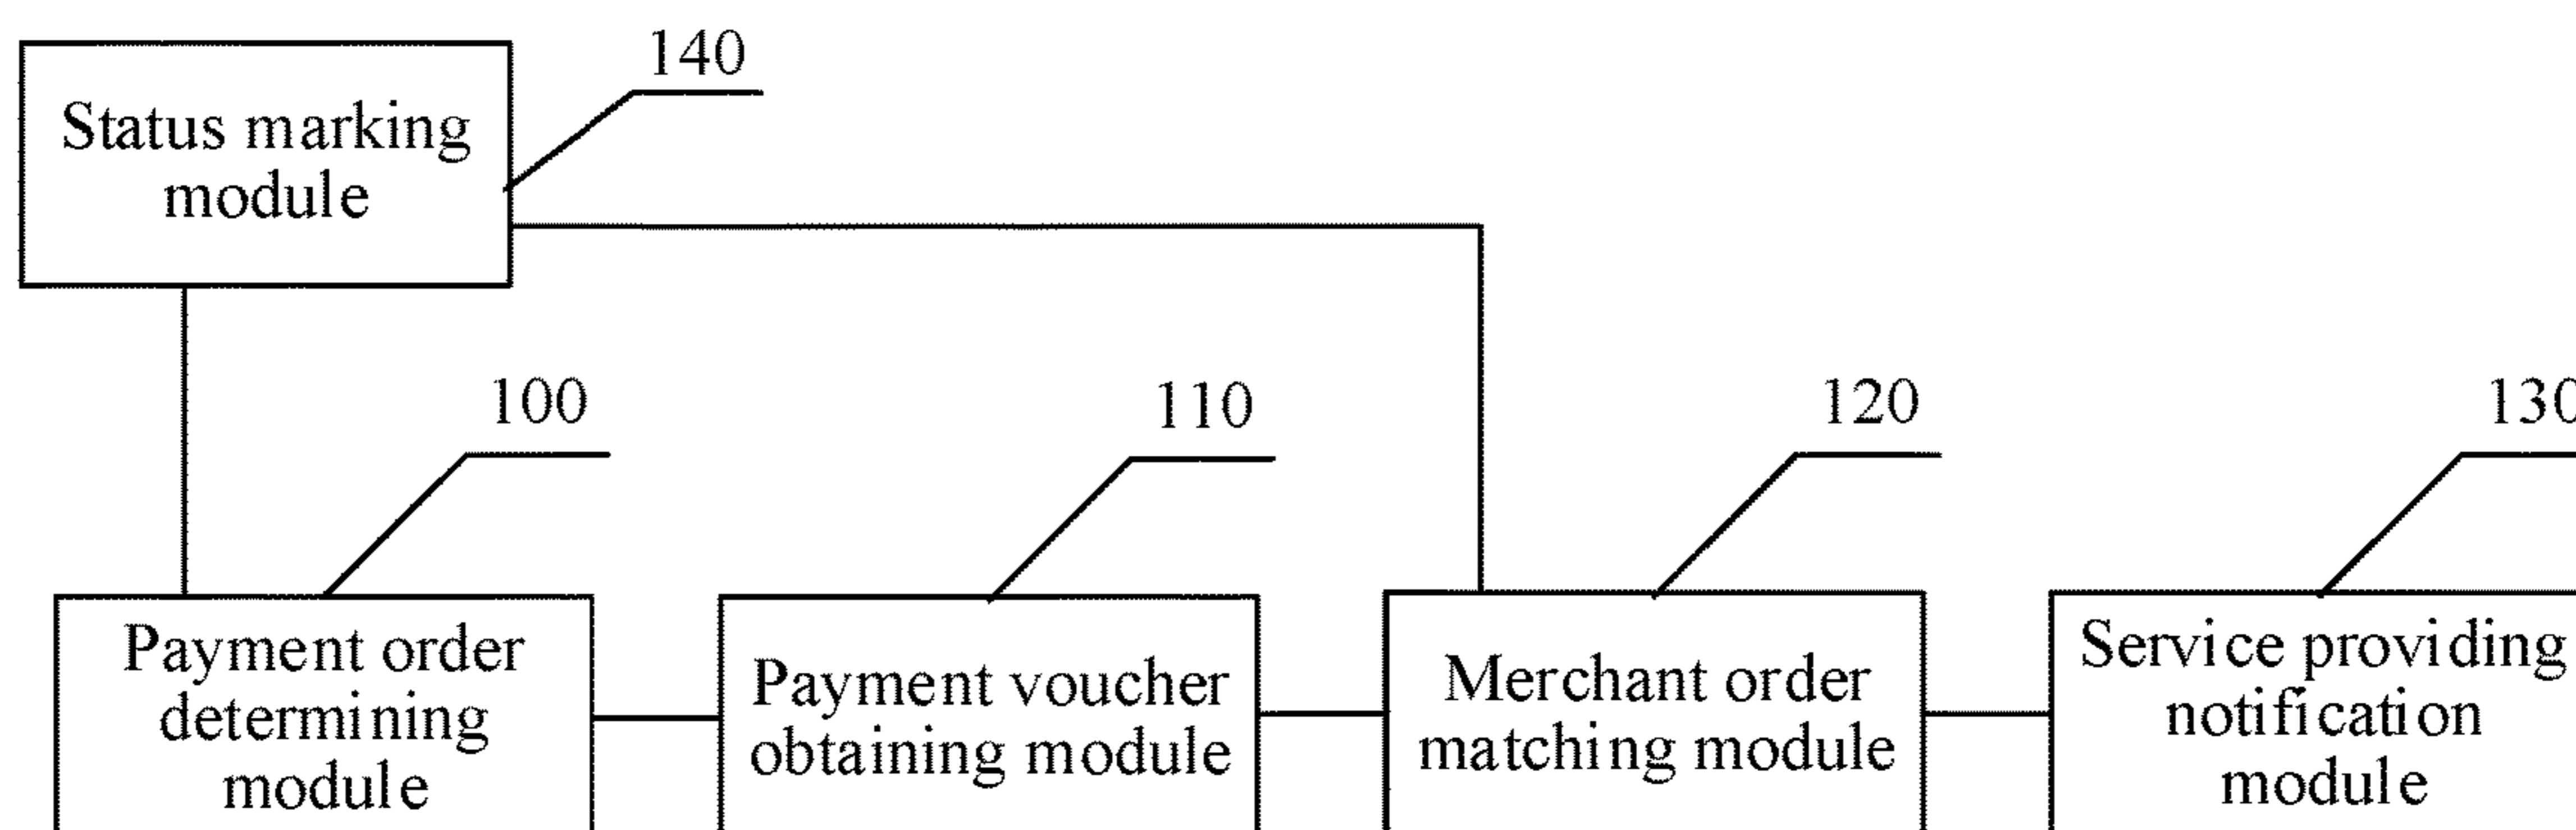 140
Status marking
module
100
110
120
130
Payment order
determining
module
Payment voucher
obtaining module
Merchant order
matching module
Service providing
notification
module